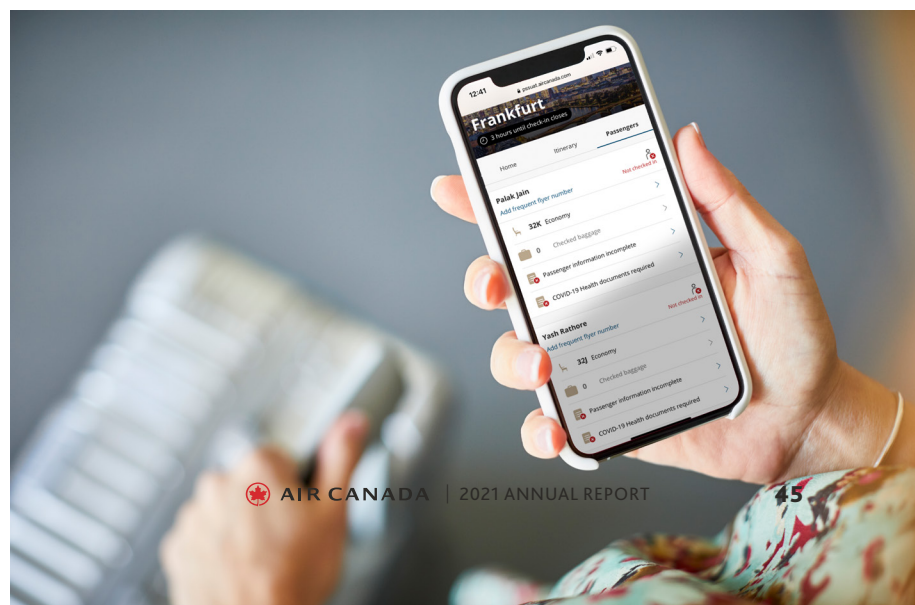 12:41
pssuat.aircanada.com
Frankfurt
3 hours until check-in closes
Home Itinerary Passengers
Palak Jain
Not checked in
Add frequent flyer number
32K Economy
0 Checked baggage
Passenger information incomplete
COVID-19 Health documents required
Yash Rathore
Not checked in
Add frequent flyer number
32J Economy
0 Checked baggage
Passenger information incomplete
COVID-19 Health documents required
AIR CANADA | 2021 ANNUAL REPORT 45